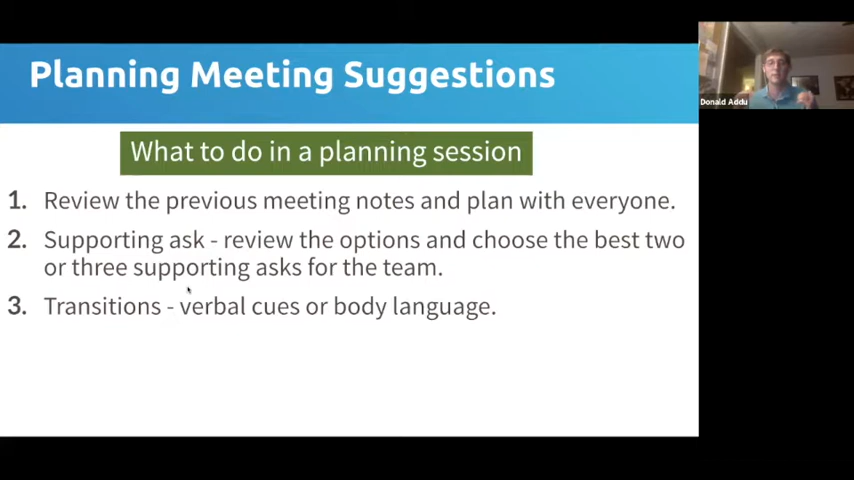 Planning Meeting Suggestions
Donald Addu
What to do in a planning session
1. Review the previous meeting notes and plan with everyone.
2. Supporting ask - review the options and choose the best two
or three supporting asks for the team.
3. Transitions - verbal cues or body language.